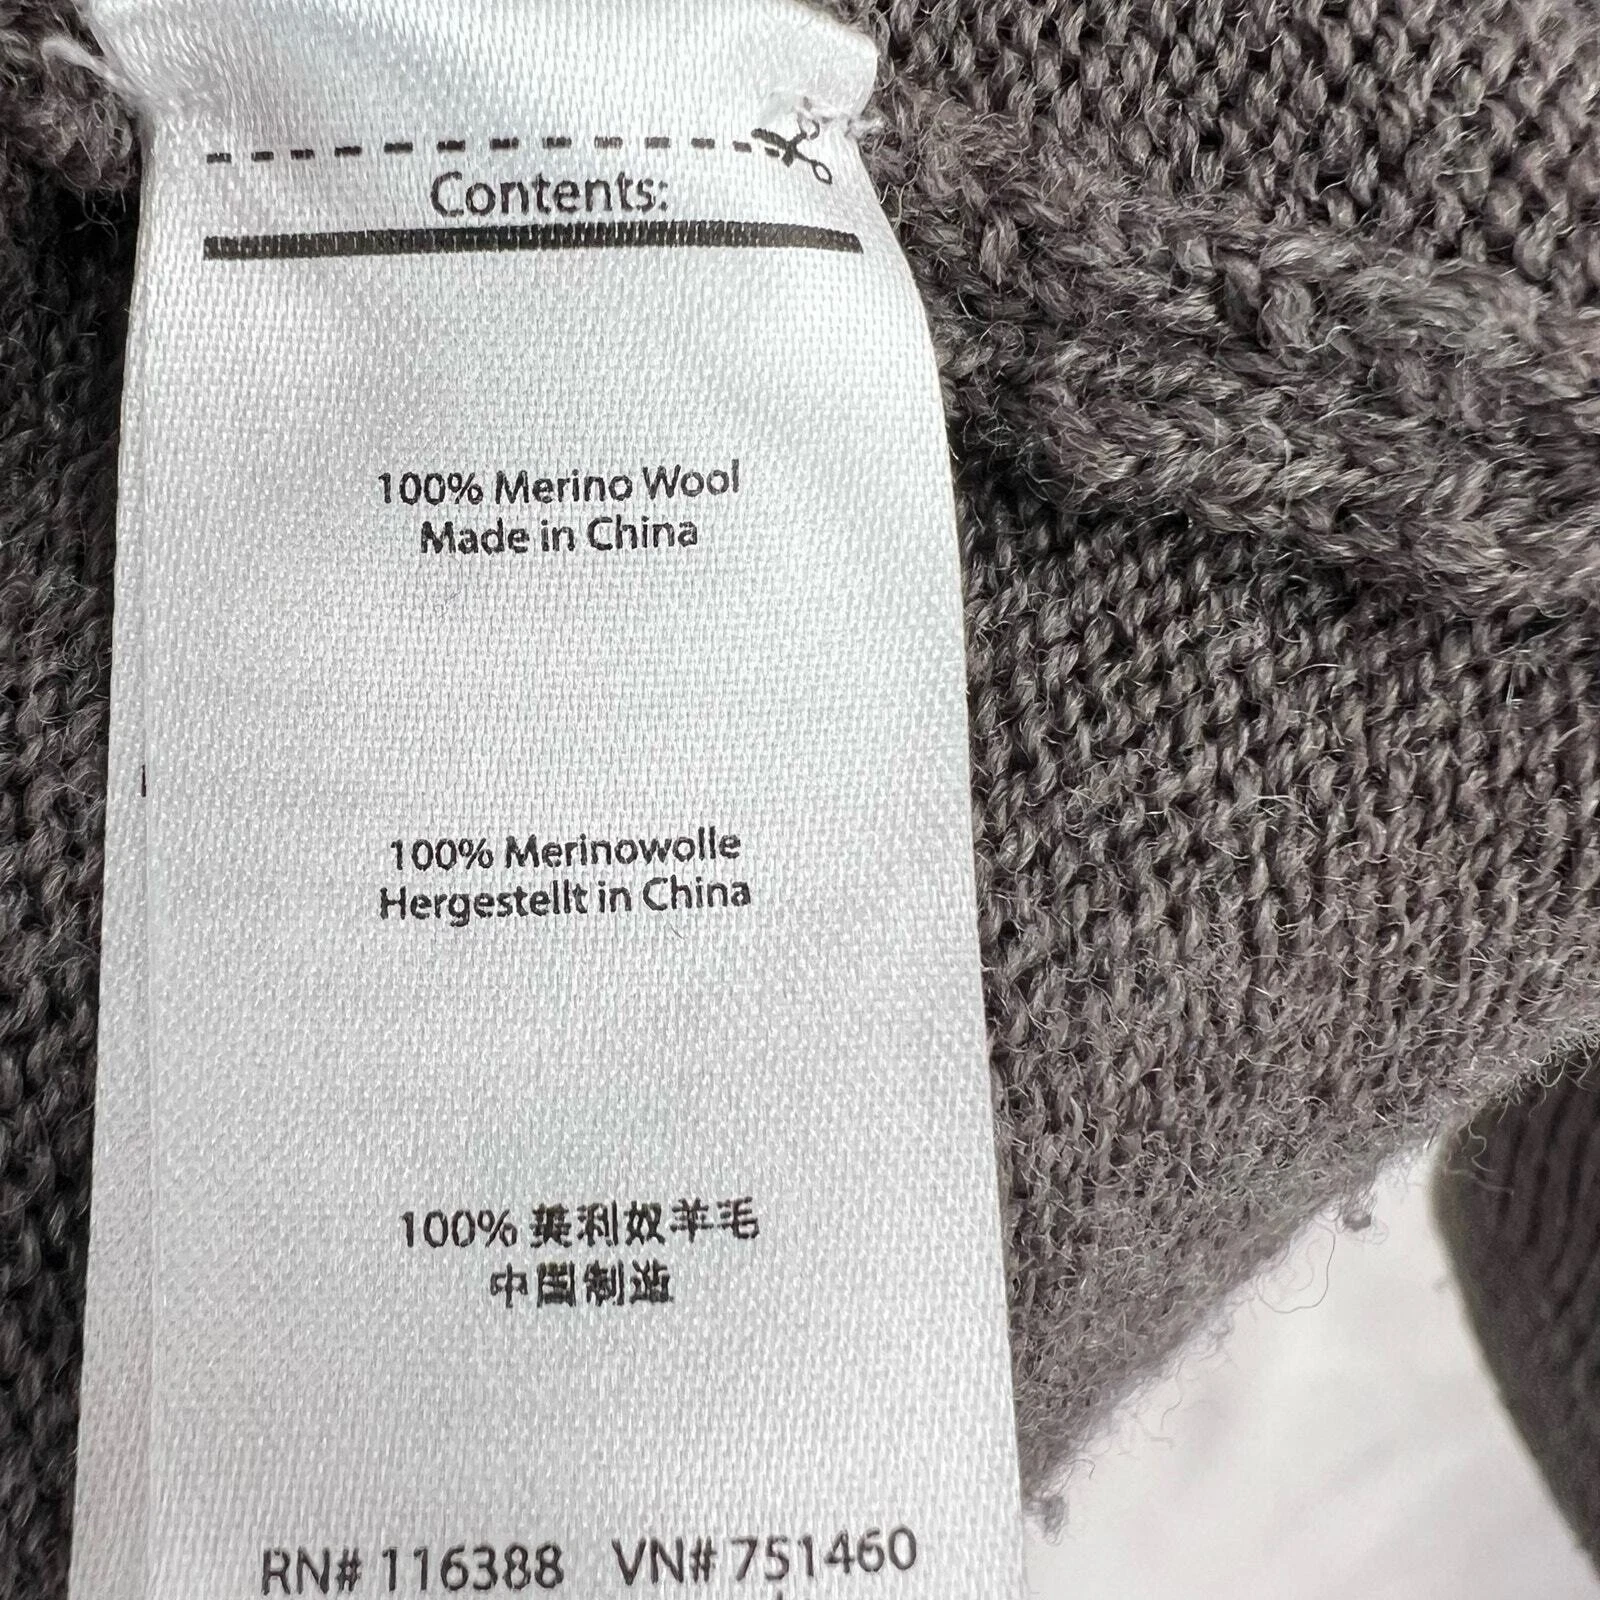 Contents:
100% Merino Wool
Made in China
100% Merinowolle
Hergestellt in China
100% 美利奴羊毛
中国制造
RN# 116388 VN# 751460